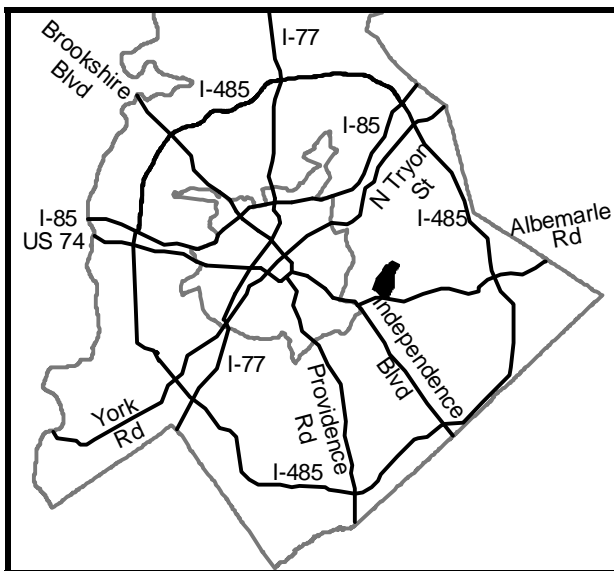 I-77
Brookshire
Blvd
I-485
I-85
N Tryon
St
I-485
Albemarle
Rd
I-85
US 74
Independence
Blvd
I-77
Providence
Rd
York
Rd
I-485